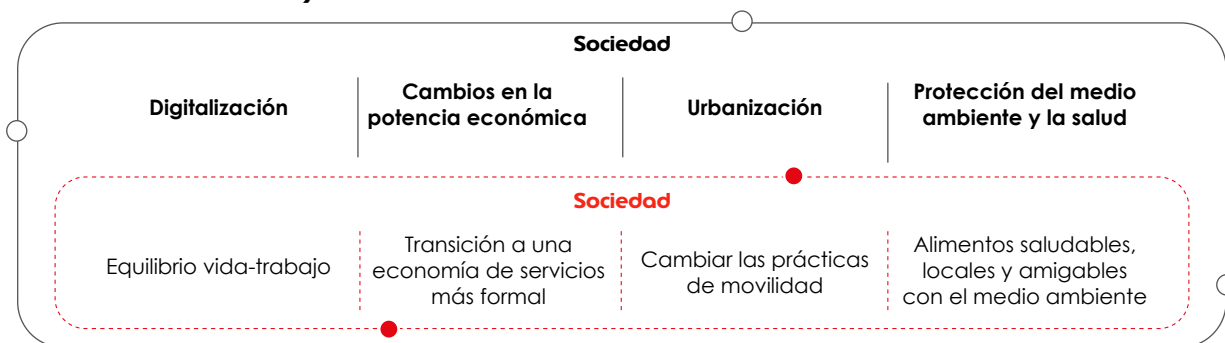 Sociedad
Digitalización
Cambios en la
potencia económica
Urbanización
Protección del medio
ambiente y la salud
Sociedad
Equilibrio vida-trabajo
Transición a una
economía de servicios
más formal
Cambiar las prácticas
de movilidad
Alimentos saludables,
locales y amigables
con el medio ambiente